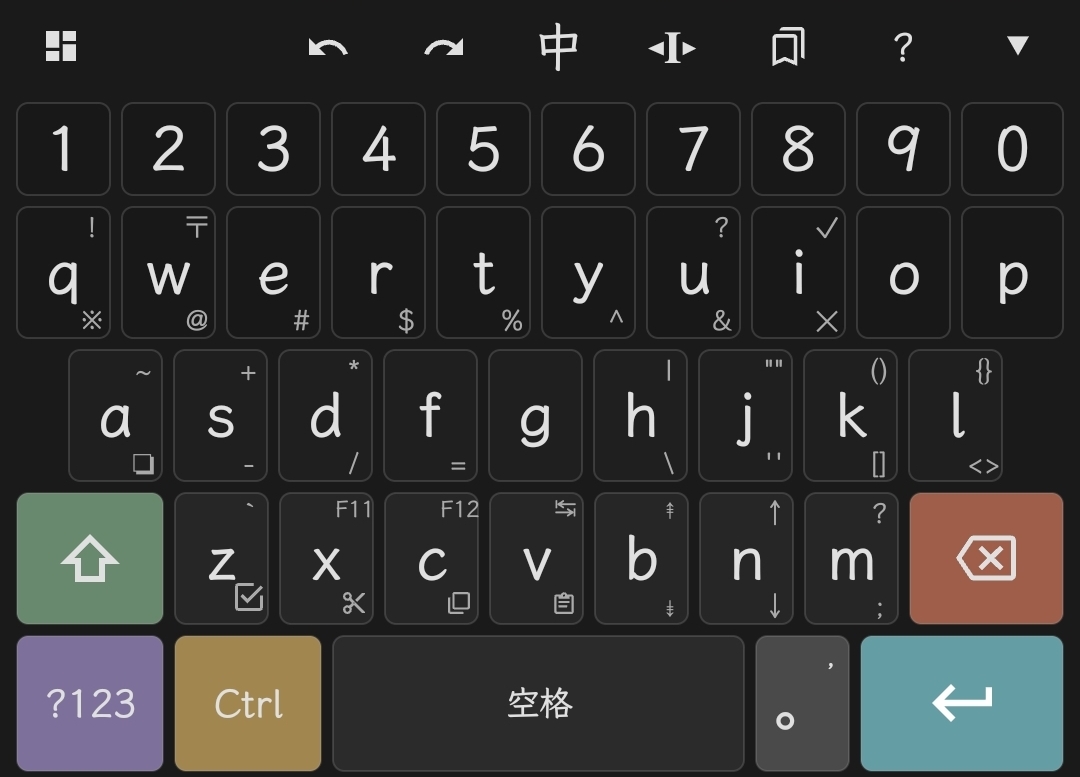 中 ?
1 2 3 4 5 6 7 8 9 0
! 〒 ? ✓
q w e r t y u i o p
※ @ # $ % ^ & ×
~ + * | "" () {}
a s d f g h j k l
- / = \ '' [] <>
` F11 F12 ↹ ⇞ ↑ ?
z x c v b n m
⇟ ↓ ;
?123 Ctrl 空格 , 。